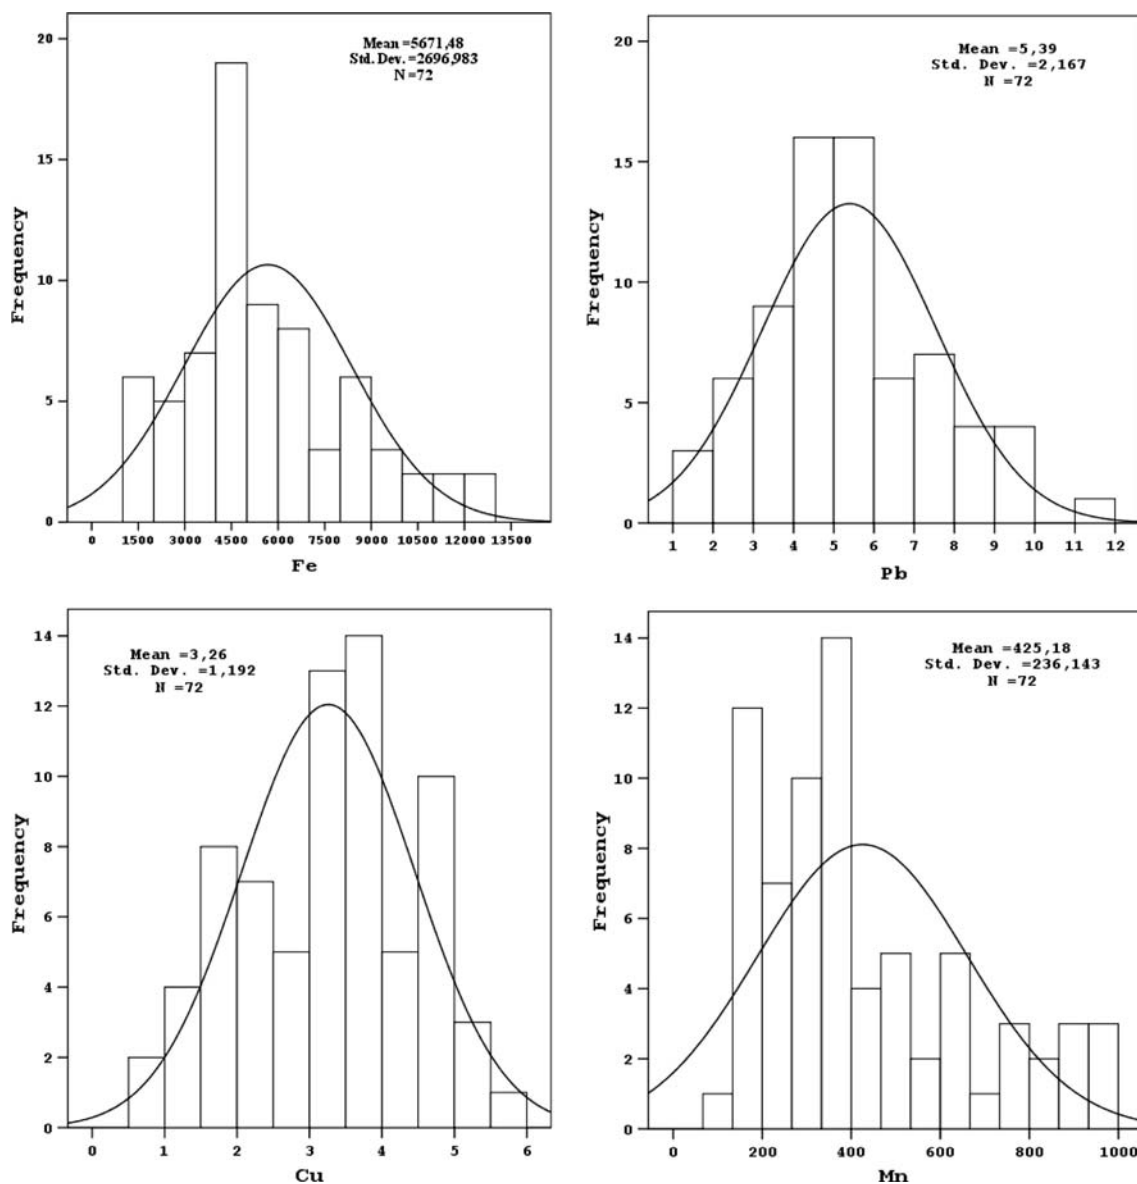 Mean =5671,48
Std. Dev. =2696,983
N =72
Frequency
20
15
10
5
0
0 1500 3000 4500 6000 7500 9000 10500 12000 13500
Fe
Mean =5,39
Std. Dev. =2,167
N =72
Frequency
20
15
10
5
0
1 2 3 4 5 6 7 8 9 10 11 12
Pb
Mean =3,26
Std. Dev. =1,192
N =72
Frequency
14
12
10
8
6
4
2
0
0 1 2 3 4 5 6
Cu
Mean =425,18
Std. Dev. =236,143
N =72
Frequency
14
12
10
8
6
4
2
0
0 200 400 600 800 1000
Mn